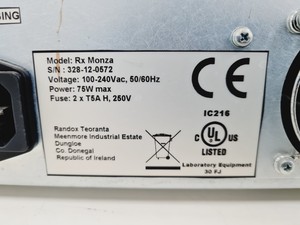 SING
Model: Rx Monza
S/N : 328-12-0572
Voltage: 100-240Vac, 50/60Hz
Power: 75W max
Fuse: 2 x T5A H, 250V
Randox Teoranta
Meenmore Industrial Estate
Dungloe
Co. Donegal
Republic of Ireland
CE
IC216
C UL US
LISTED
Laboratory Equipment
30 FJ